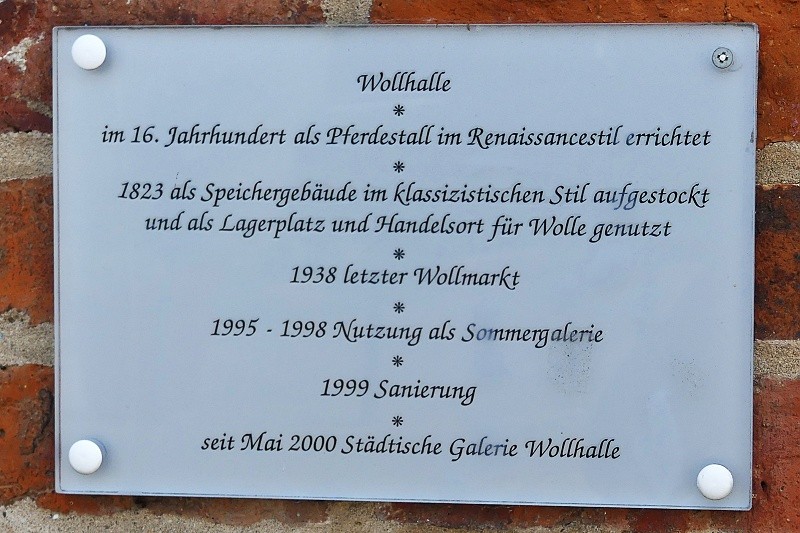 Wollhalle
*
im 16. Jahrhundert als Pferdestall im Renaissancestil errichtet
*
1823 als Speichergebäude im klassizistischen Stil aufgestockt
und als Lagerplatz und Handelsort für Wolle genutzt
*
1938 letzter Wollmarkt
*
1995 - 1998 Nutzung als Sommergalerie
*
1999 Sanierung
*
seit Mai 2000 Städtische Galerie Wollhalle